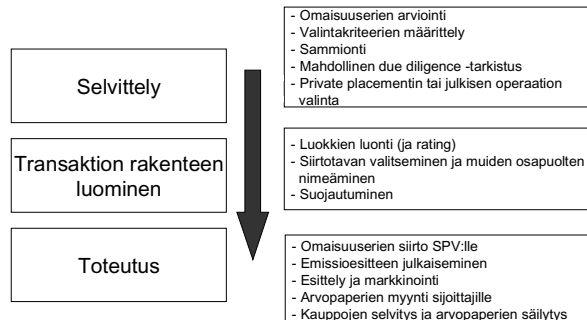 Selvittely
- Omaisuuserien arviointi
- Valintakriteerien määrittely
- Sammionti
- Mahdollinen due diligence -tarkistus
- Private placementin tai julkisen operaation
valinta
Transaktion rakenteen
luominen
- Luokkien luonti (ja rating)
- Siirtotavan valitseminen ja muiden osapuolten
nimeäminen
- Suojautuminen
Toteutus
- Omaisuuserien siirto SPV:lle
- Emissioesitteen julkaiseminen
- Esittely ja markkinointi
- Arvopaperien myynti sijoittajille
- Kauppojen selvitys ja arvopaperien säilytys